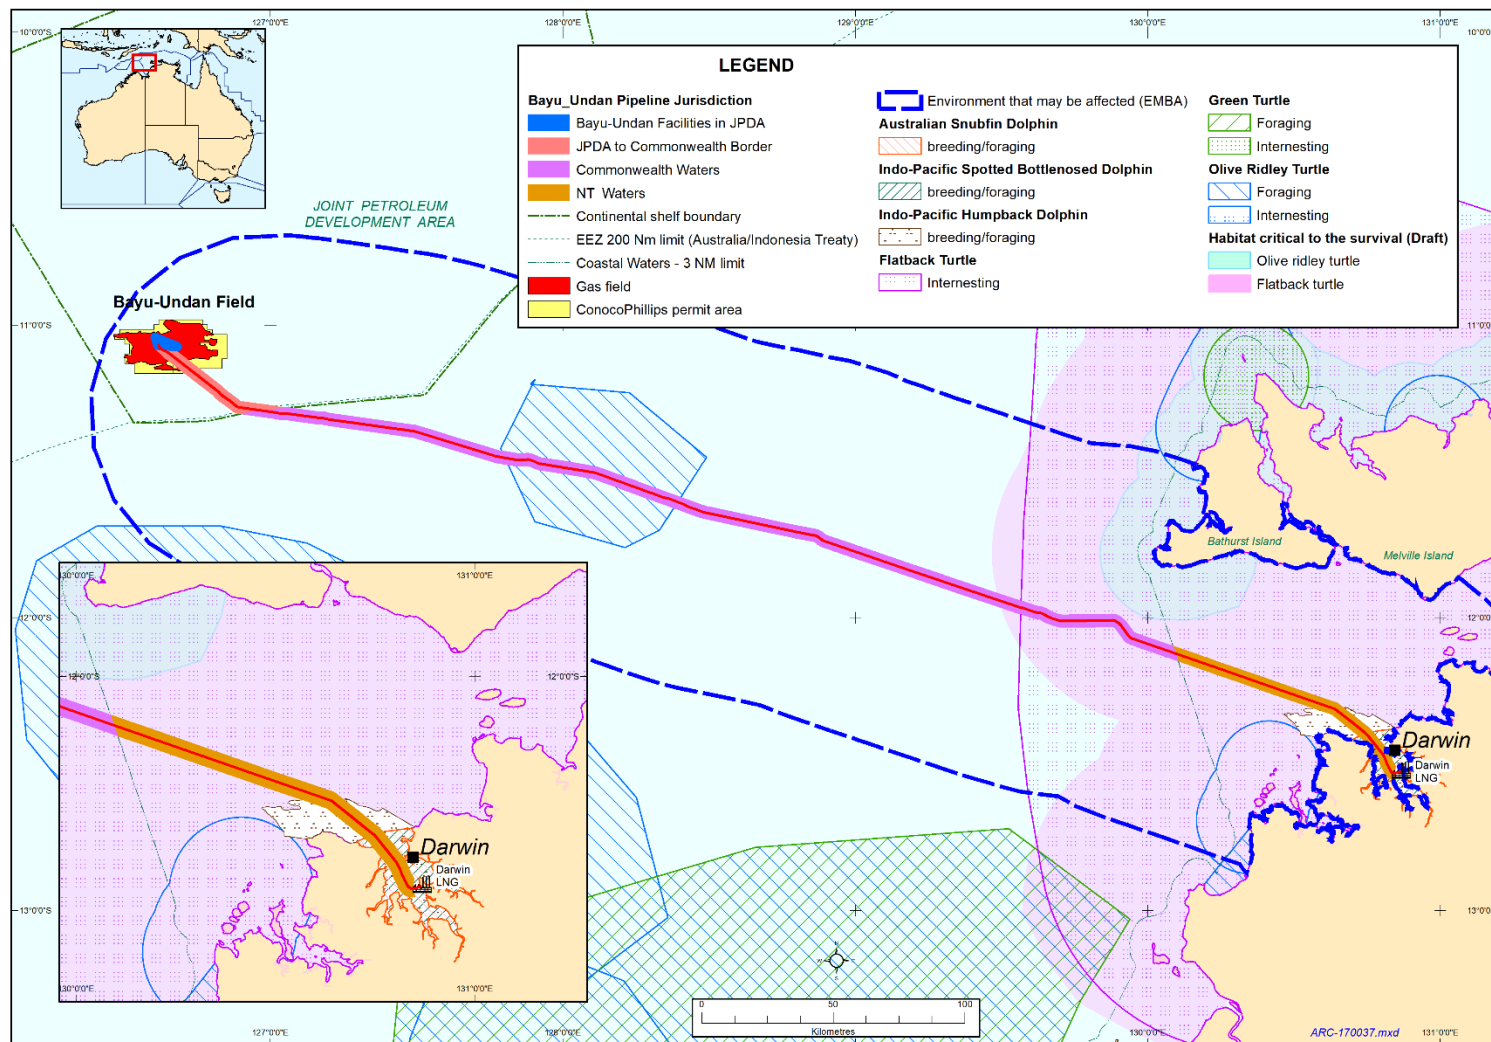 127°0'0"E
128°0'0"E
129°0'0"E
130°0'0"E
131°0'0"E
10°0'0"S
10°0'0"S
LEGEND
Bayu_Undan Pipeline Jurisdiction
Bayu-Undan Facilities in JPDA
JPDA to Commonwealth Border
Commonwealth Waters
NT Waters
Continental shelf boundary
EEZ 200 Nm limit (Australia/Indonesia Treaty)
Coastal Waters - 3 NM limit
Gas field
ConocoPhillips permit area
Environment that may be affected (EMBA)
Australian Snubfin Dolphin
breeding/foraging
Indo-Pacific Spotted Bottlenosed Dolphin
breeding/foraging
Indo-Pacific Humpback Dolphin
breeding/foraging
Flatback Turtle
Internesting
Green Turtle
Foraging
Internesting
Olive Ridley Turtle
Foraging
Internesting
Habitat critical to the survival (Draft)
Olive ridley turtle
Flatback turtle
JOINT PETROLEUM
DEVELOPMENT AREA
Bayu-Undan Field
11°0'0"S
11°0'0"S
Bathurst Island
Melville Island
130°0'0"E
131°0'0"E
12°0'0"S
12°0'0"S
12°0'0"S
12°0'0"S
Darwin
Darwin
LNG
Darwin
Darwin
LNG
13°0'0"S
130°0'0"E
131°0'0"E
N
W
E
S
0
50
100
Kilometres
127°0'0"E
128°0'0"E
130°0'0"E
131°0'0"E
ARC-170037.mxd